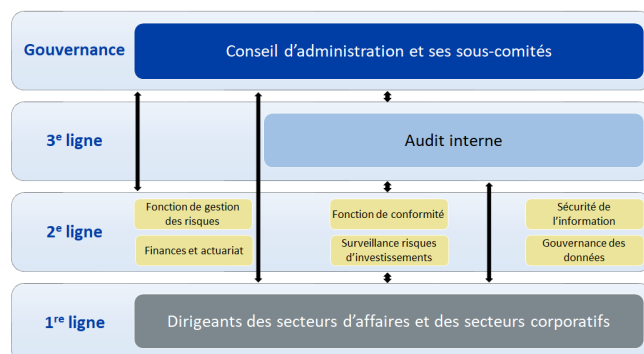 Gouvernance
Conseil d'administration et ses sous-comités
3e ligne
Audit interne
2e ligne
Fonction de gestion
des risques
Fonction de conformité
Sécurité de
l'information
Finances et actuariat
Surveillance risques
d'investissements
Gouvernance des
données
1re ligne
Dirigeants des secteurs d'affaires et des secteurs corporatifs